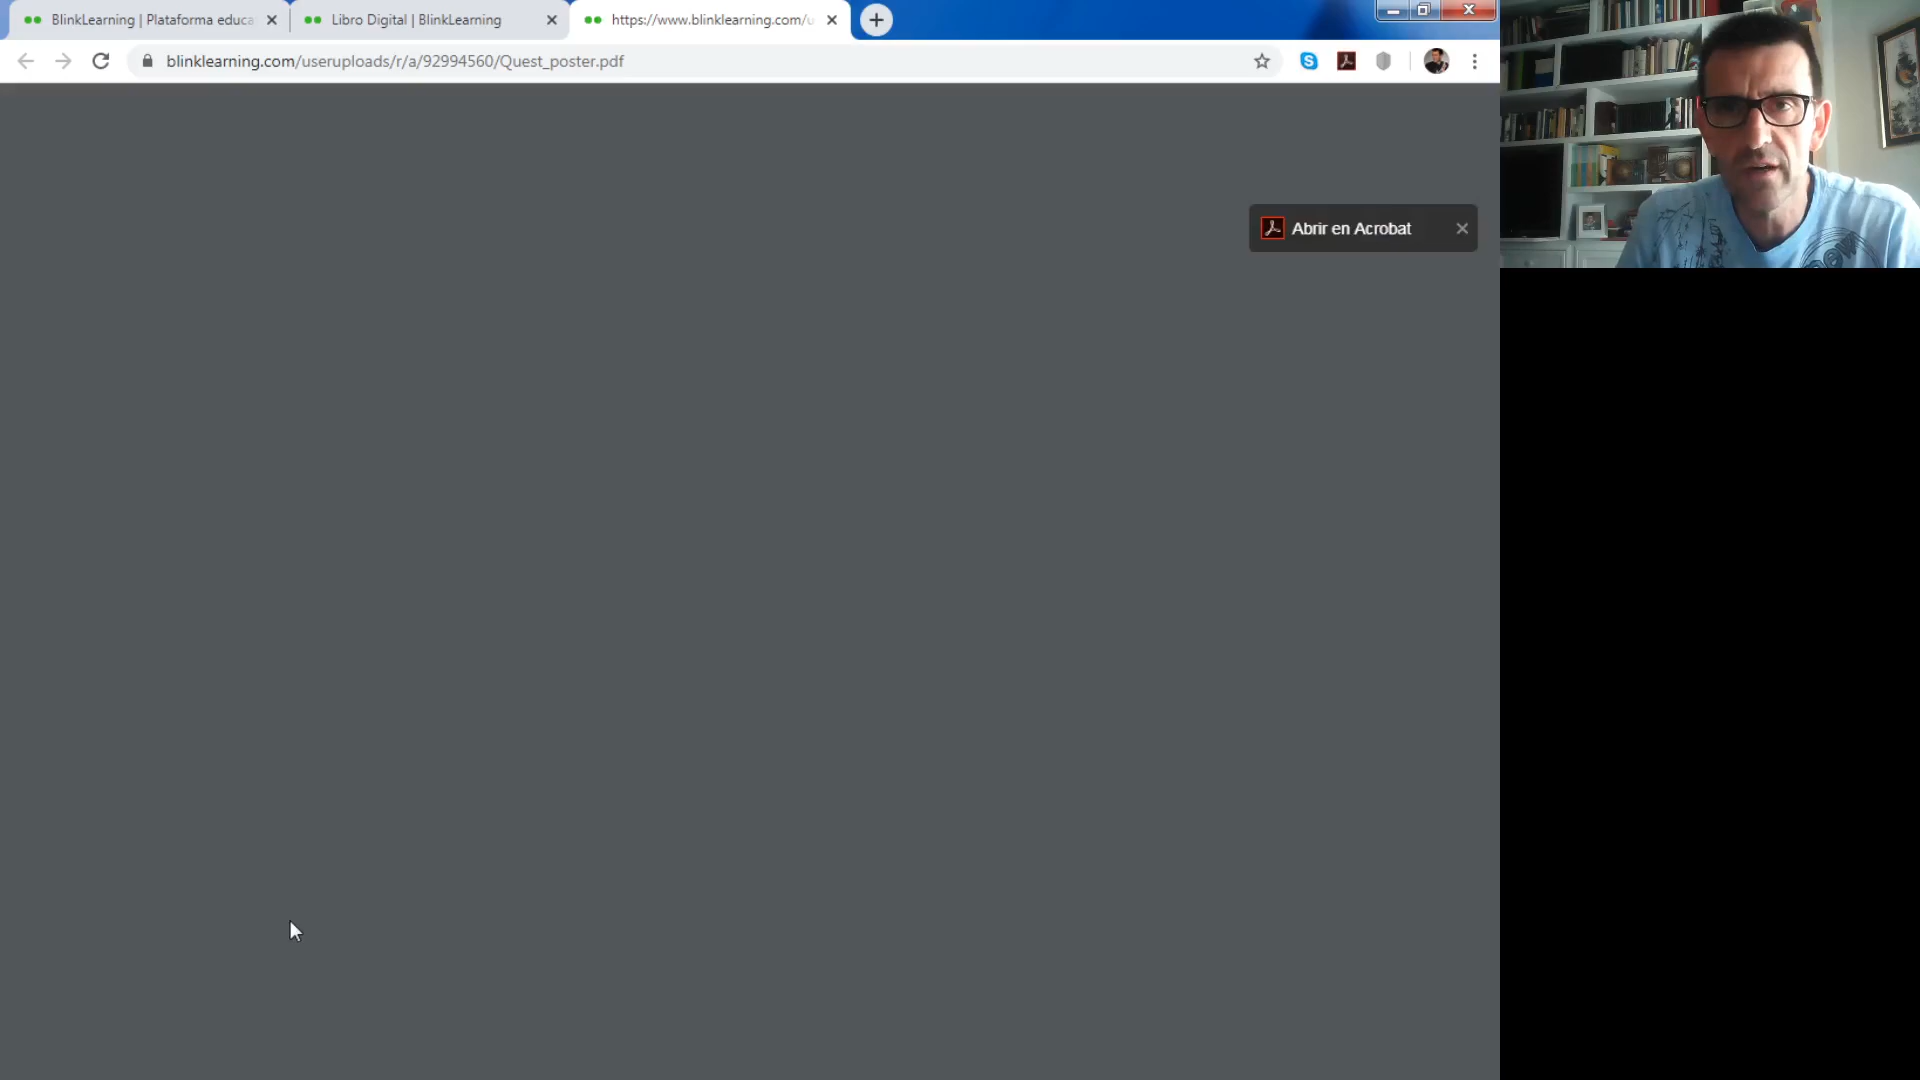 BlinkLearning | Plataforma educa
Libro Digital | BlinkLearning
https://www.blinklearning.com/u
blinklearning.com/useruploads/r/a/92994560/Quest_poster.pdf
Abrir en Acrobat